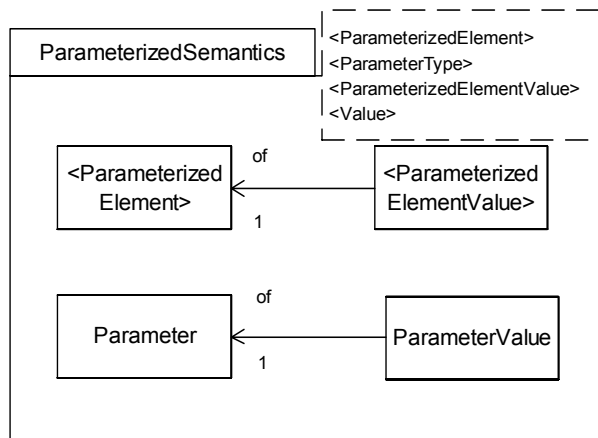 ParameterizedSemantics
<ParameterizedElement>
<ParameterType>
<ParameterizedElementValue>
<Value>
<Parameterized
Element>
of
1
<Parameterized
ElementValue>
Parameter
of
1
ParameterValue